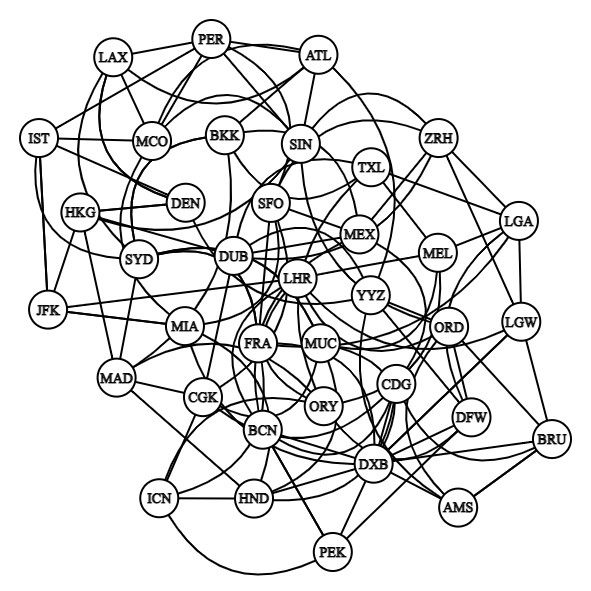 PER
LAX
ATL
IST
MCO
BKK
SIN
ZRH
TXL
DEN
SFO
HKG
LGA
MEX
SYD
DUB
MEL
LHR
YYZ
JFK
MIA
ORD
LGW
FRA
MUC
MAD
CDG
CGK
ORY
DFW
BCN
BRU
DXB
ICN
HND
AMS
PEK